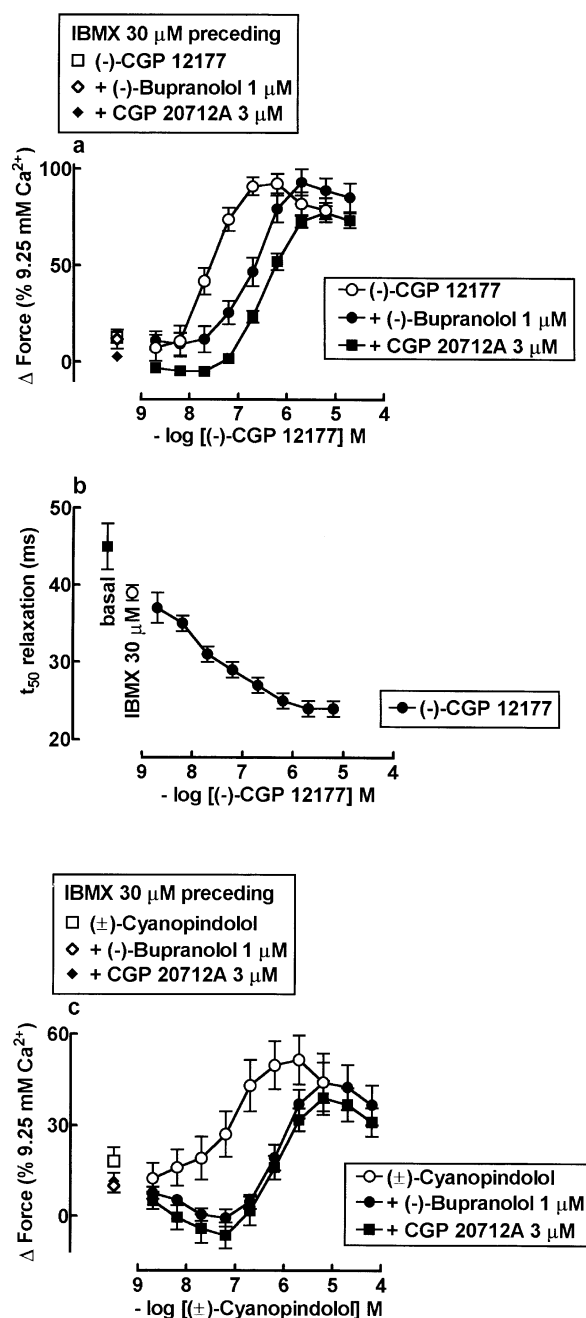 IBMX 30 μM preceding
(-)-CGP 12177
+ (-)-Bupranolol 1 μM
+ CGP 20712A 3 μM
a
Δ Force (% 9.25 mM Ca²⁺)
100
50
0
(-)-CGP 12177
+ (-)-Bupranolol 1 μM
+ CGP 20712A 3 μM
9 8 7 6 5 4
- log [(-)-CGP 12177] M
b
t₅₀ relaxation (ms)
50
40
30
20
basal
IBMX 30 μM
(-)-CGP 12177
9 8 7 6 5 4
- log [(-)-CGP 12177] M
IBMX 30 μM preceding
(±)-Cyanopindolol
+ (-)-Bupranolol 1 μM
+ CGP 20712A 3 μM
c
Δ Force (% 9.25 mM Ca²⁺)
60
30
0
(±)-Cyanopindolol
+ (-)-Bupranolol 1 μM
+ CGP 20712A 3 μM
9 8 7 6 5 4
- log [(±)-Cyanopindolol] M